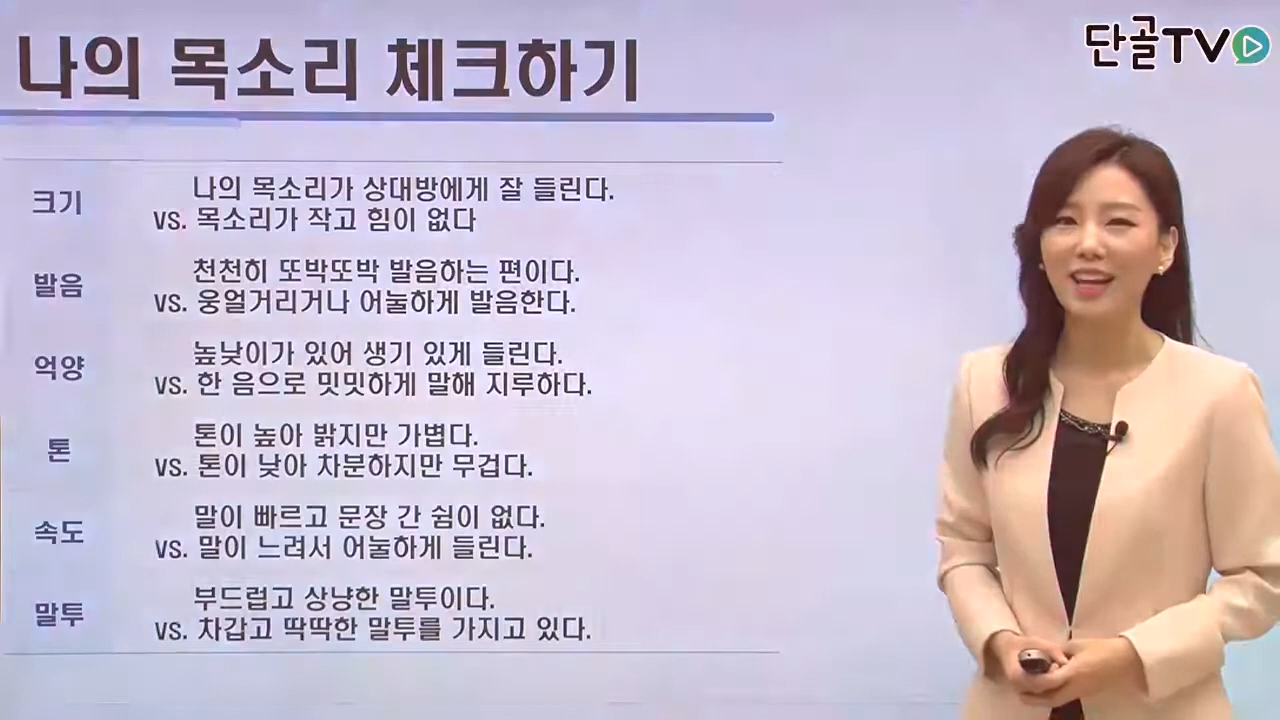 나의 목소리 체크하기
단골TV
크기
나의 목소리가 상대방에게 잘 들린다.
vs. 목소리가 작고 힘이 없다
발음
천천히 또박또박 발음하는 편이다.
vs. 웅얼거리거나 어눌하게 발음한다.
억양
높낮이가 있어 생기 있게 들린다.
vs. 한 음으로 밋밋하게 말해 지루하다.
톤
톤이 높아 밝지만 가볍다.
vs. 톤이 낮아 차분하지만 무겁다.
속도
말이 빠르고 문장 간 쉼이 없다.
vs. 말이 느려서 어눌하게 들린다.
말투
부드럽고 상냥한 말투이다.
vs. 차갑고 딱딱한 말투를 가지고 있다.